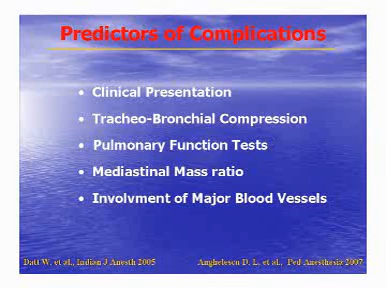 Predictors of Complications
• Clinical Presentation
• Tracheo-Bronchial Compression
• Pulmonary Function Tests
• Mediastinal Mass ratio
• Involvment of Major Blood Vessels
Datt W. et al., Indian J Anesth 2005
Anghelescu D. L. et al., Ped Anesthesia 2007